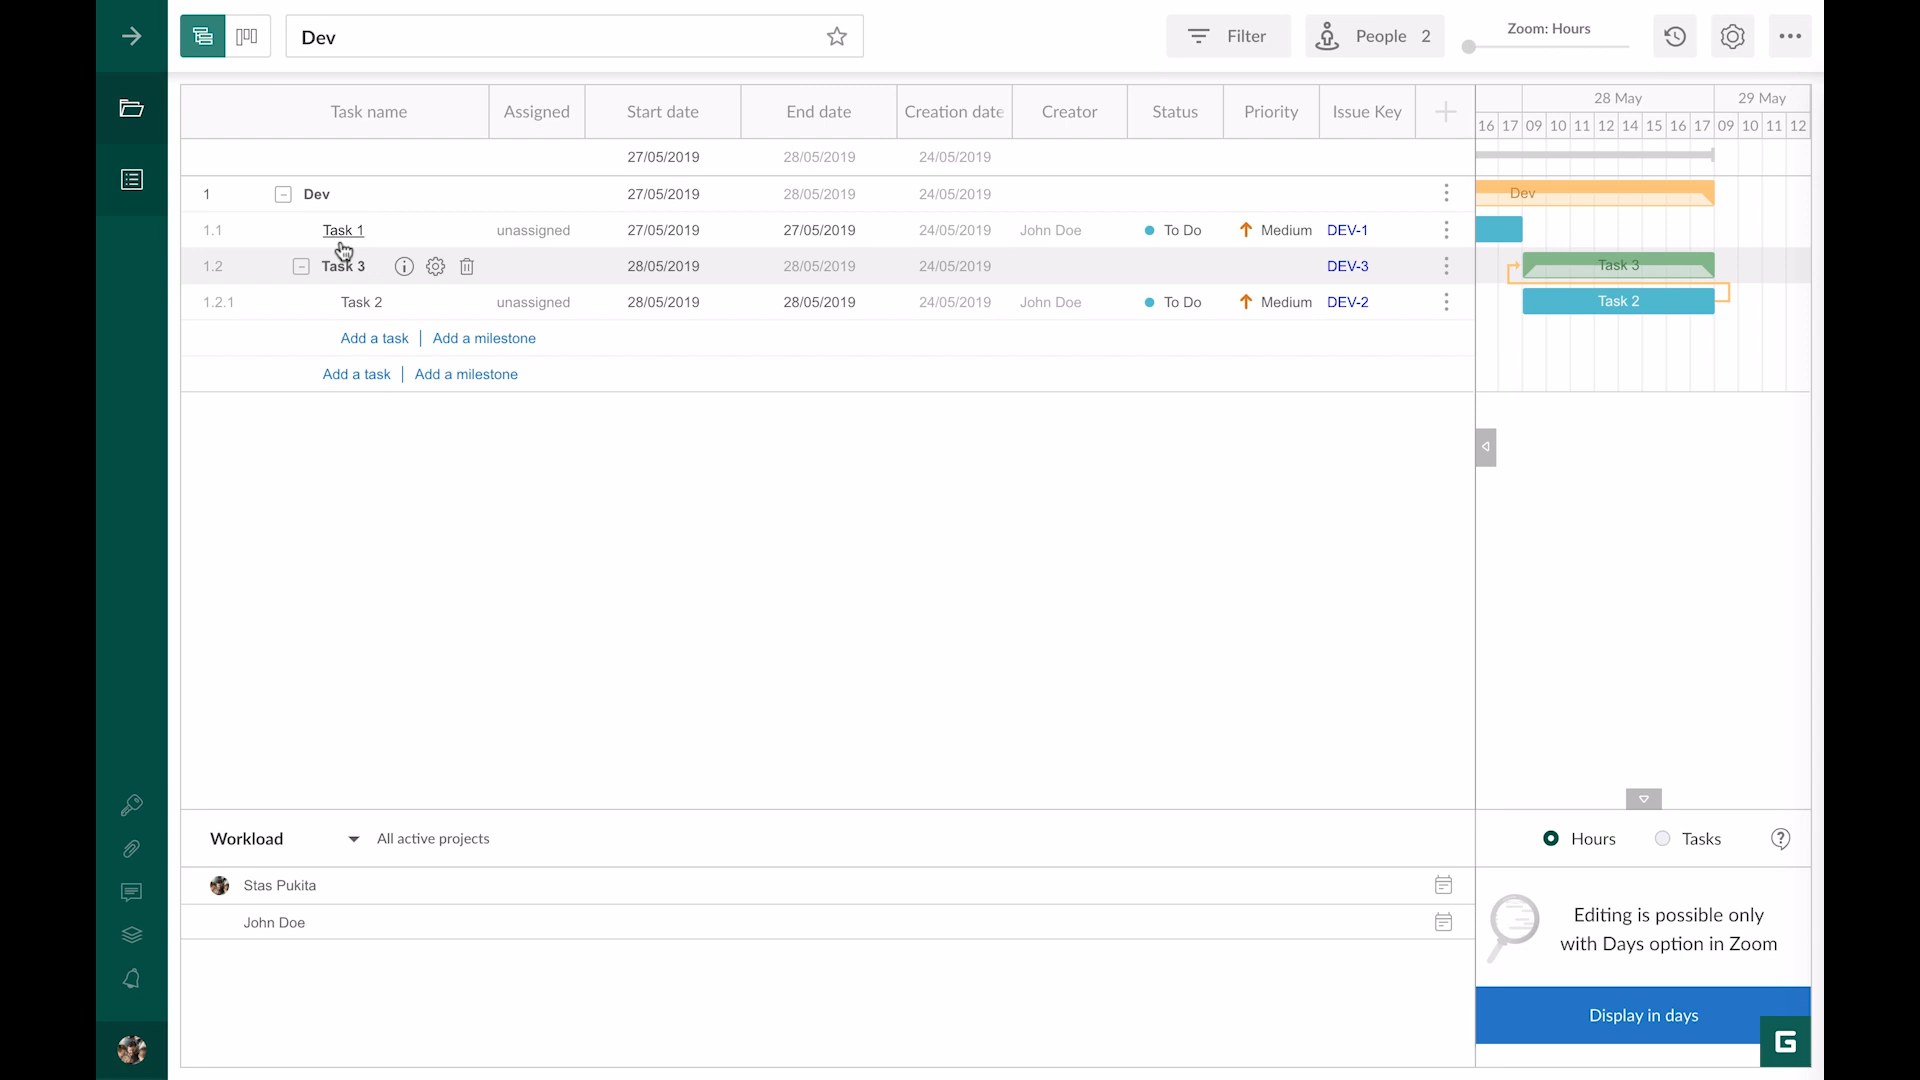 Dev
Filter
People 2
Zoom: Hours
Task name Assigned Start date End date Creation date Creator Status Priority Issue Key
28 May 29 May
16 17 09 10 11 12 14 15 16 17 09 10 11 12
27/05/2019 28/05/2019 24/05/2019
1 Dev 27/05/2019 28/05/2019 24/05/2019 Dev
1.1 Task 1 unassigned 27/05/2019 27/05/2019 24/05/2019 John Doe To Do Medium DEV-1
1.2 Task 3 28/05/2019 28/05/2019 24/05/2019 DEV-3 Task 3
1.2.1 Task 2 unassigned 28/05/2019 28/05/2019 24/05/2019 John Doe To Do Medium DEV-2 Task 2
Add a task | Add a milestone
Add a task | Add a milestone
Workload All active projects Hours Tasks
Stas Pukita
John Doe
Editing is possible only
with Days option in Zoom
Display in days